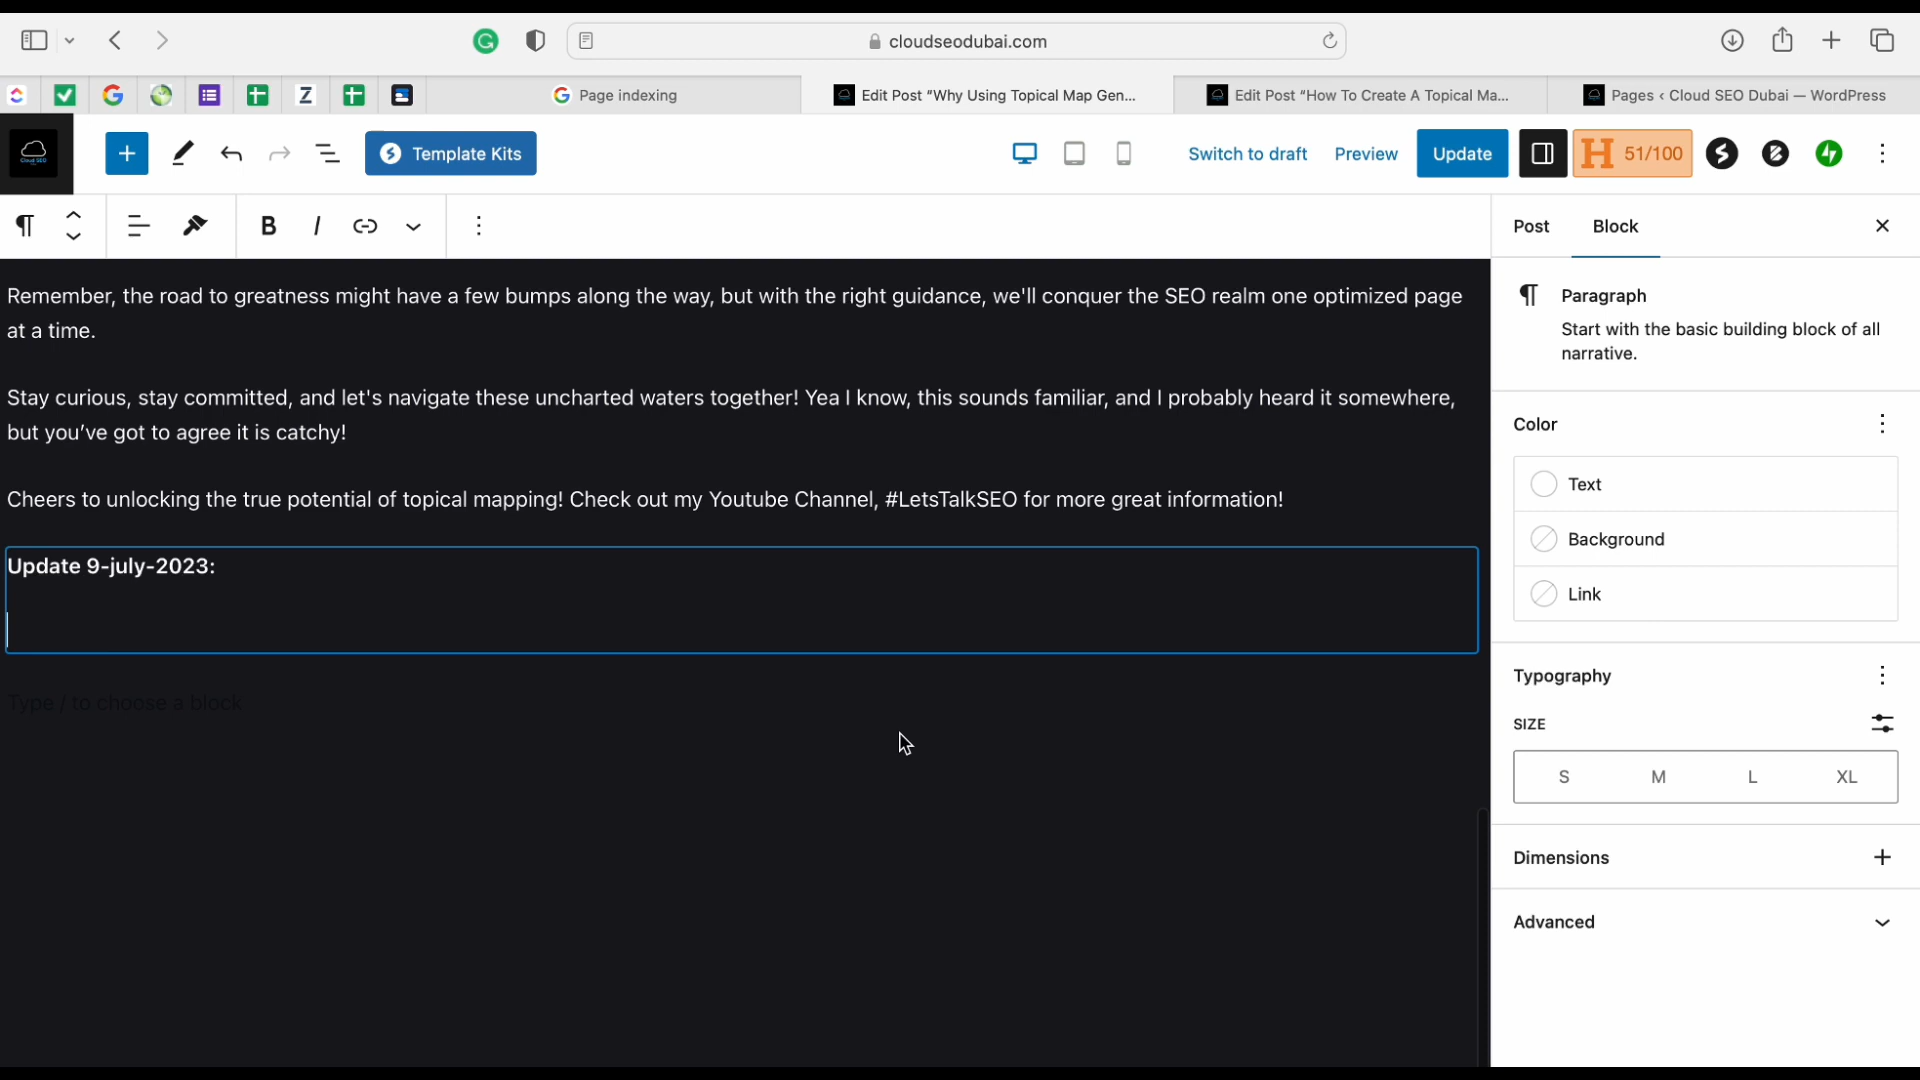 cloudseodubai.com
Page indexing
Edit Post “Why Using Topical Map Gen...
Edit Post “How To Create A Topical Ma...
Pages ‹ Cloud SEO Dubai — WordPress
Cloud SEO
Template Kits
Switch to draft
Preview
Update
51/100
Post
Block
Remember, the road to greatness might have a few bumps along the way, but with the right guidance, we'll conquer the SEO realm one optimized page
at a time.
Stay curious, stay committed, and let's navigate these uncharted waters together! Yea I know, this sounds familiar, and I probably heard it somewhere,
but you’ve got to agree it is catchy!
Cheers to unlocking the true potential of topical mapping! Check out my Youtube Channel, #LetsTalkSEO for more great information!
Update 9-july-2023:
Type / to choose a block
Paragraph
Start with the basic building block of all
narrative.
Color
Text
Background
Link
Typography
SIZE
S M L XL
Dimensions
Advanced